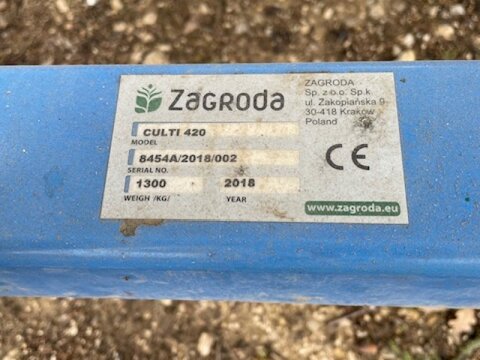 ZAGRODA
CULTI 420
MODEL
8454A/2018/002
SERIAL NO.
1300
2018
WEIGH /KG/
YEAR
ZAGRODA
Sp. z o.o. Sp.k
ul. Zakopiańska 9
30-418 Kraków
Poland
CE
www.zagroda.eu